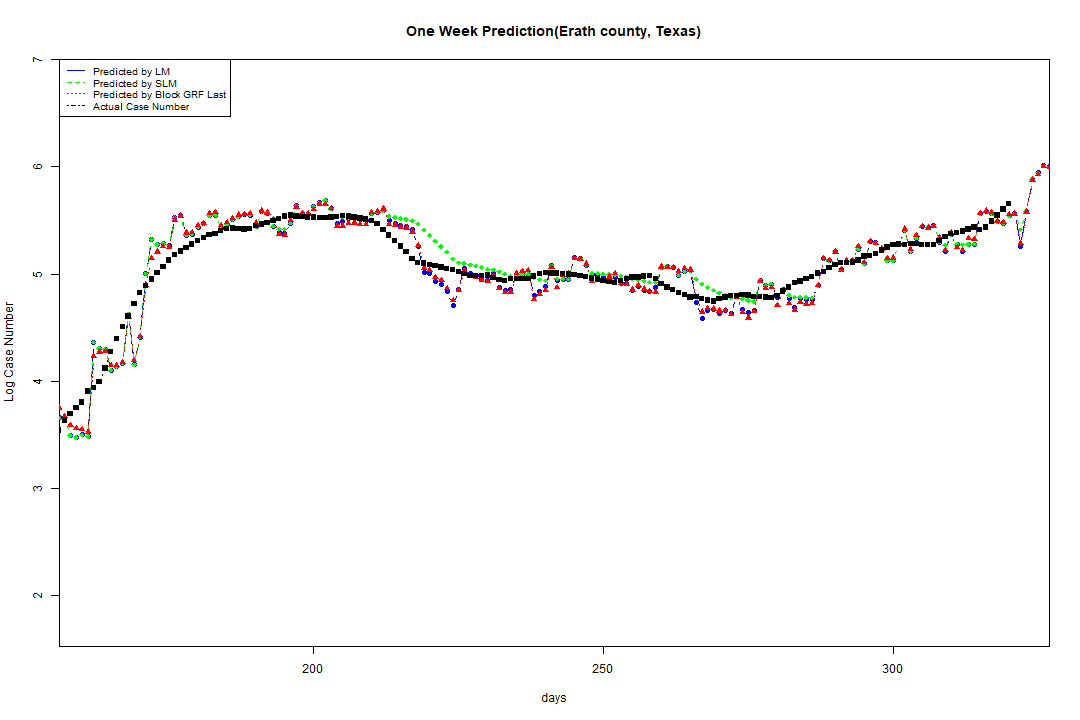 One Week Prediction(Erath county, Texas)
Predicted by LM
Predicted by SLM
Predicted by Block GRF Last
Actual Case Number
7
6
5
4
3
2
Log Case Number
200
250
300
days